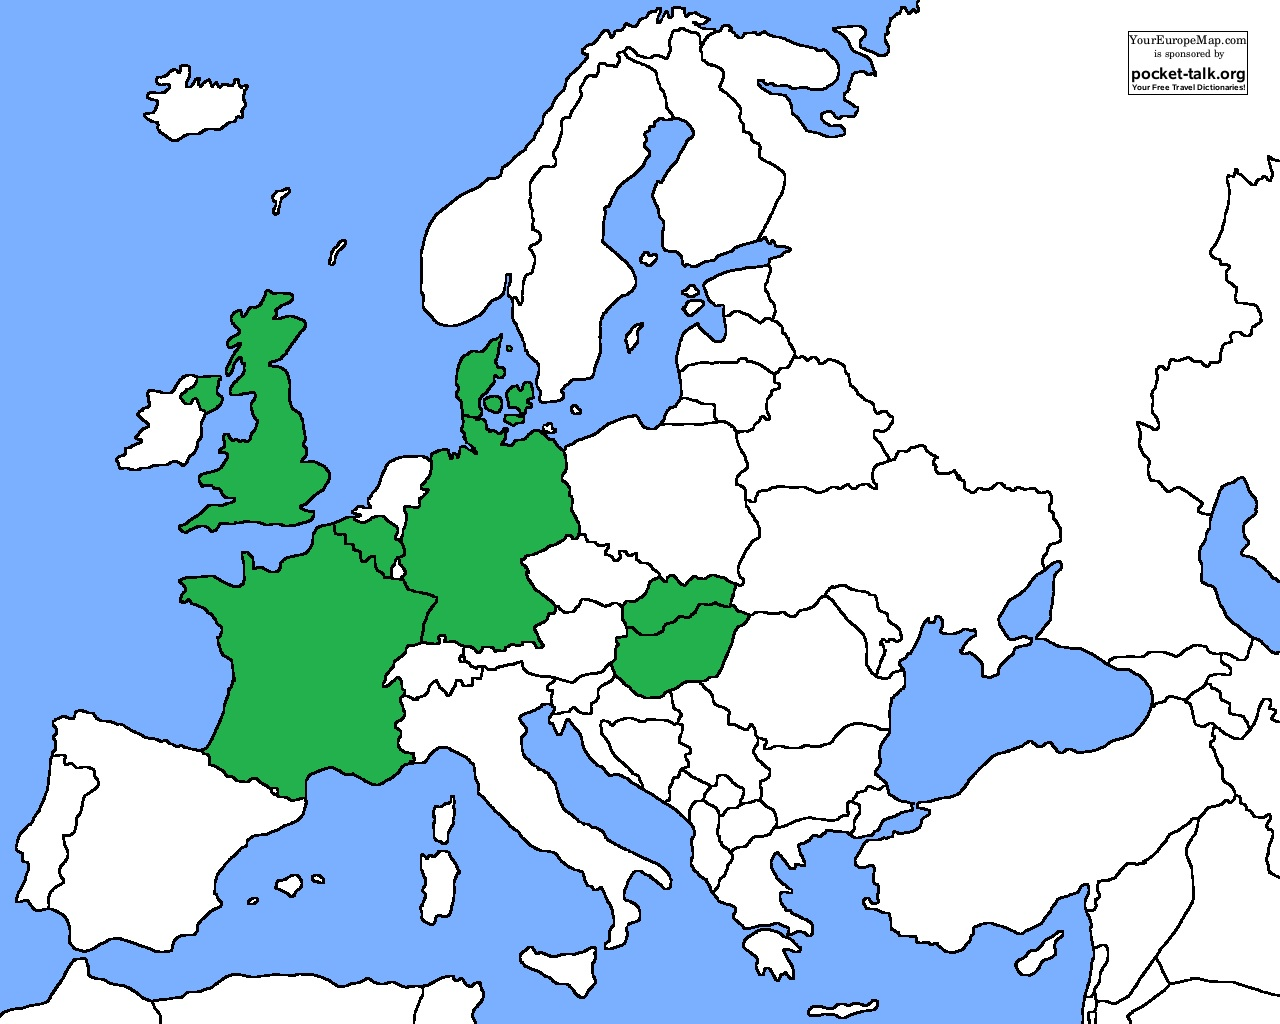 YourEuropeMap.com
is sponsored by
pocket-talk.org
Your Free Travel Dictionaries!